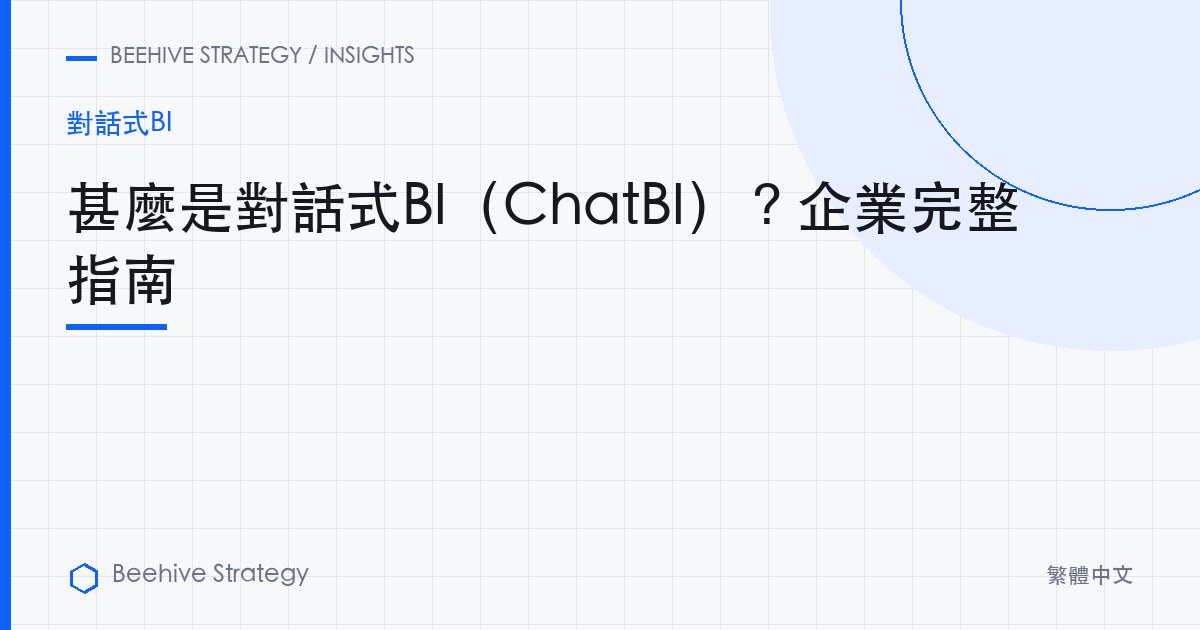 BEEHIVE STRATEGY / INSIGHTS
對話式BI
甚麼是對話式BI（ChatBI）？企業完整
指南
Beehive Strategy
繁體中文